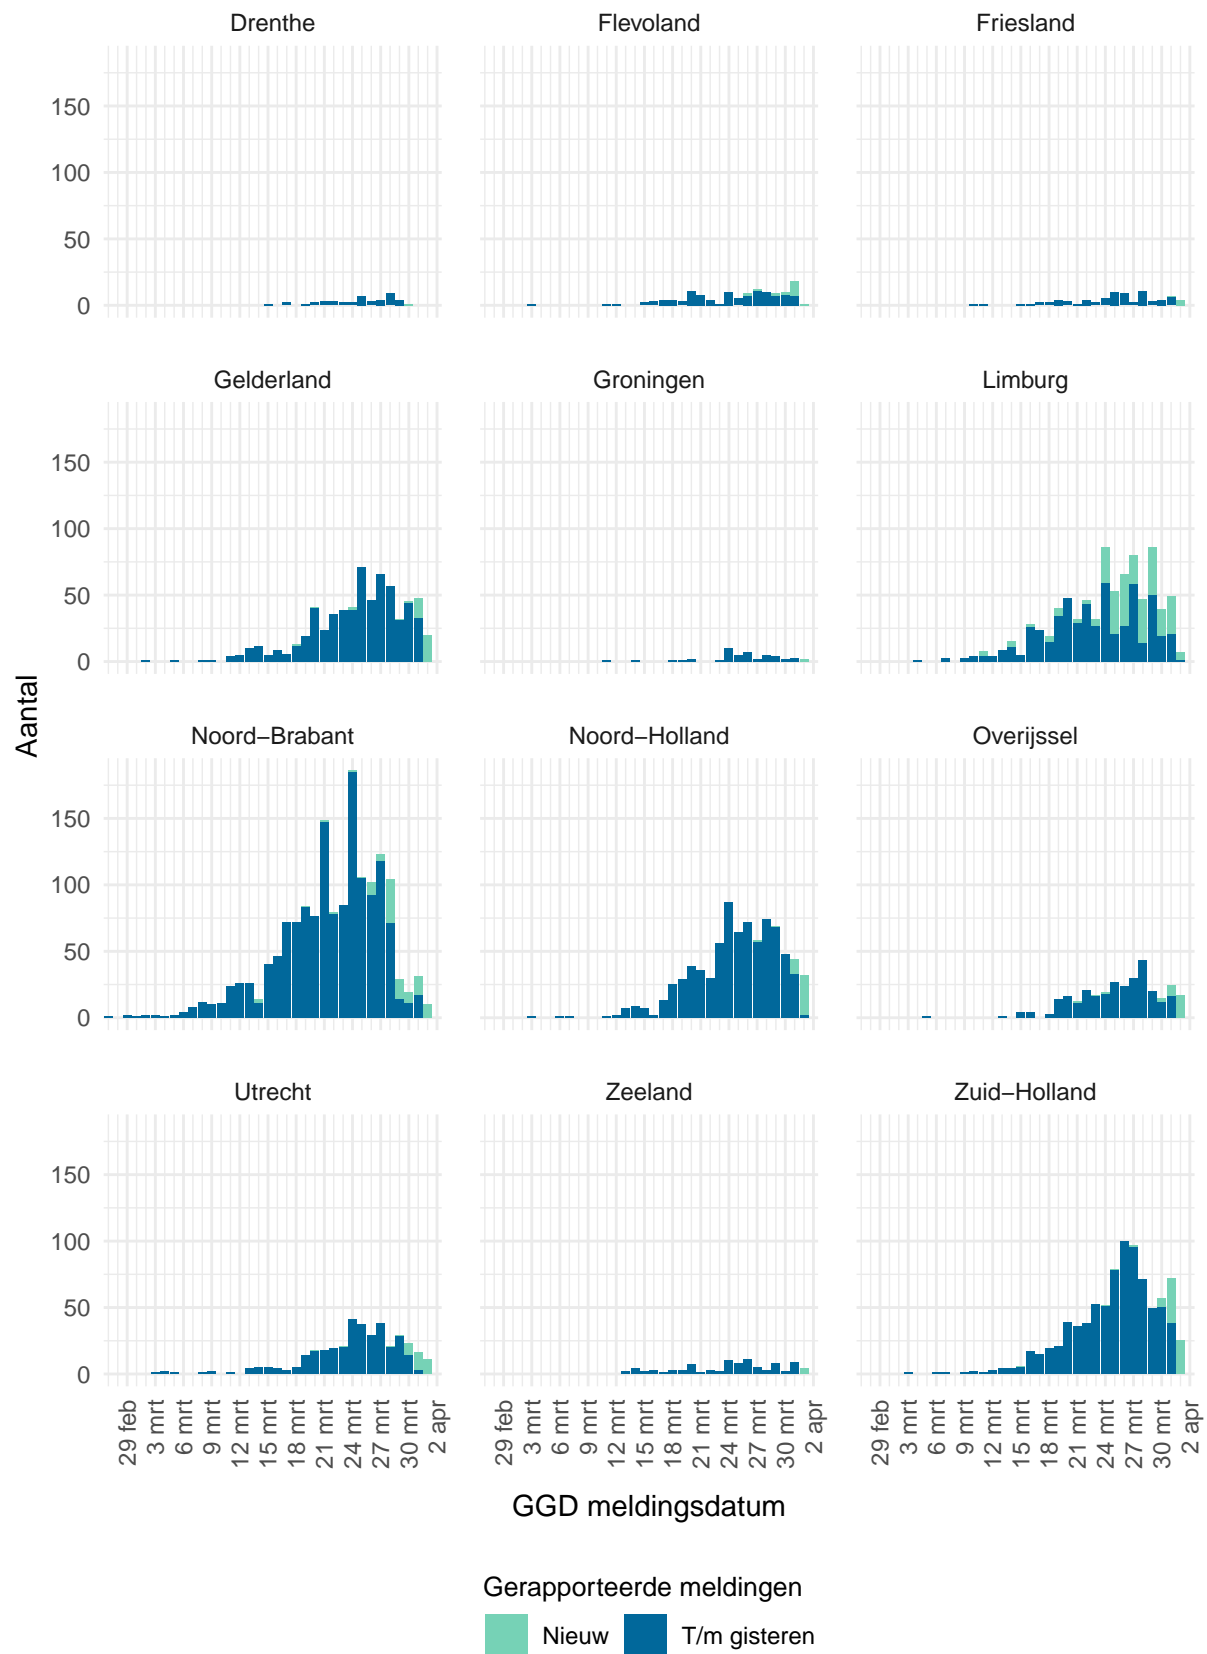 Drenthe Flevoland Friesland
150
100
50
0
Gelderland Groningen Limburg
150
100
50
0
Aantal
Noord−Brabant Noord−Holland Overijssel
150
100
50
0
Utrecht Zeeland Zuid−Holland
150
100
50
0
29 feb 3 mrt 6 mrt 9 mrt 12 mrt 15 mrt 18 mrt 21 mrt 24 mrt 27 mrt 30 mrt 2 apr 29 feb 3 mrt 6 mrt 9 mrt 12 mrt 15 mrt 18 mrt 21 mrt 24 mrt 27 mrt 30 mrt 2 apr 29 feb 3 mrt 6 mrt 9 mrt 12 mrt 15 mrt 18 mrt 21 mrt 24 mrt 27 mrt 30 mrt 2 apr
GGD meldingsdatum
Gerapporteerde meldingen
Nieuw T/m gisteren